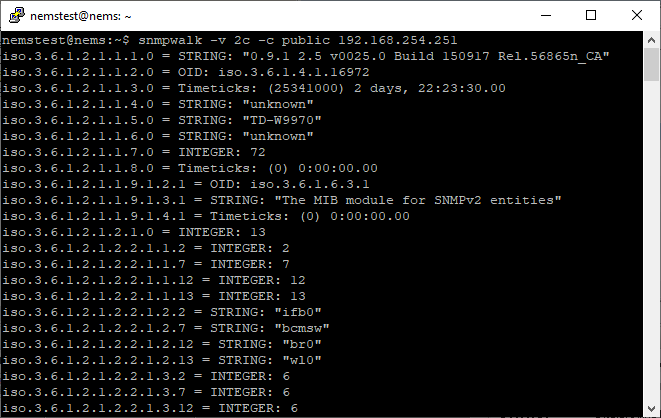 nemstest@nems: ~
nemstest@nems:~$ snmpwalk -v 2c -c public 192.168.254.251
iso.3.6.1.2.1.1.1.0 = STRING: "0.9.1 2.5 v0025.0 Build 150917 Rel.56865n_CA"
iso.3.6.1.2.1.1.2.0 = OID: iso.3.6.1.4.1.16972
iso.3.6.1.2.1.1.3.0 = Timeticks: (25341000) 2 days, 22:23:30.00
iso.3.6.1.2.1.1.4.0 = STRING: "unknown"
iso.3.6.1.2.1.1.5.0 = STRING: "TD-W9970"
iso.3.6.1.2.1.1.6.0 = STRING: "unknown"
iso.3.6.1.2.1.1.7.0 = INTEGER: 72
iso.3.6.1.2.1.1.8.0 = Timeticks: (0) 0:00:00.00
iso.3.6.1.2.1.1.9.1.2.1 = OID: iso.3.6.1.6.3.1
iso.3.6.1.2.1.1.9.1.3.1 = STRING: "The MIB module for SNMPv2 entities"
iso.3.6.1.2.1.1.9.1.4.1 = Timeticks: (0) 0:00:00.00
iso.3.6.1.2.1.2.1.0 = INTEGER: 13
iso.3.6.1.2.1.2.2.1.1.2 = INTEGER: 2
iso.3.6.1.2.1.2.2.1.1.7 = INTEGER: 7
iso.3.6.1.2.1.2.2.1.1.12 = INTEGER: 12
iso.3.6.1.2.1.2.2.1.1.13 = INTEGER: 13
iso.3.6.1.2.1.2.2.1.2.2 = STRING: "ifb0"
iso.3.6.1.2.1.2.2.1.2.7 = STRING: "bcmsw"
iso.3.6.1.2.1.2.2.1.2.12 = STRING: "br0"
iso.3.6.1.2.1.2.2.1.2.13 = STRING: "wl0"
iso.3.6.1.2.1.2.2.1.3.2 = INTEGER: 6
iso.3.6.1.2.1.2.2.1.3.7 = INTEGER: 6
iso.3.6.1.2.1.2.2.1.3.12 = INTEGER: 6